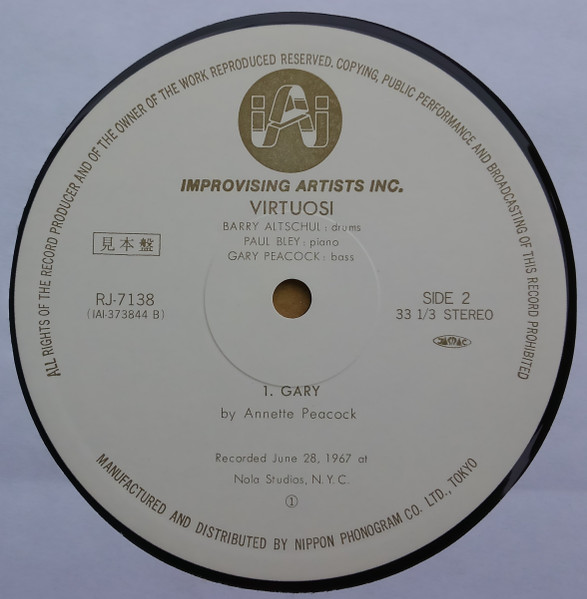 ALL RIGHTS OF THE RECORD PRODUCER AND OF THE OWNER OF THE WORK REPRODUCED RESERVED. COPYING, PUBLIC PERFORMANCE AND BROADCASTING OF THIS RECORD PROHIBITED
iAi
IMPROVISING ARTISTS INC.
VIRTUOSI
BARRY ALTSCHUL : drums
PAUL BLEY : piano
GARY PEACOCK : bass
見本盤
RJ-7138
(IAI-373844 B)
SIDE 2
33 1/3 STEREO
1. GARY
by Annette Peacock
Recorded June 28, 1967 at
Nola Studios, N.Y.C.
①
MANUFACTURED AND DISTRIBUTED BY NIPPON PHONOGRAM CO. LTD., TOKYO